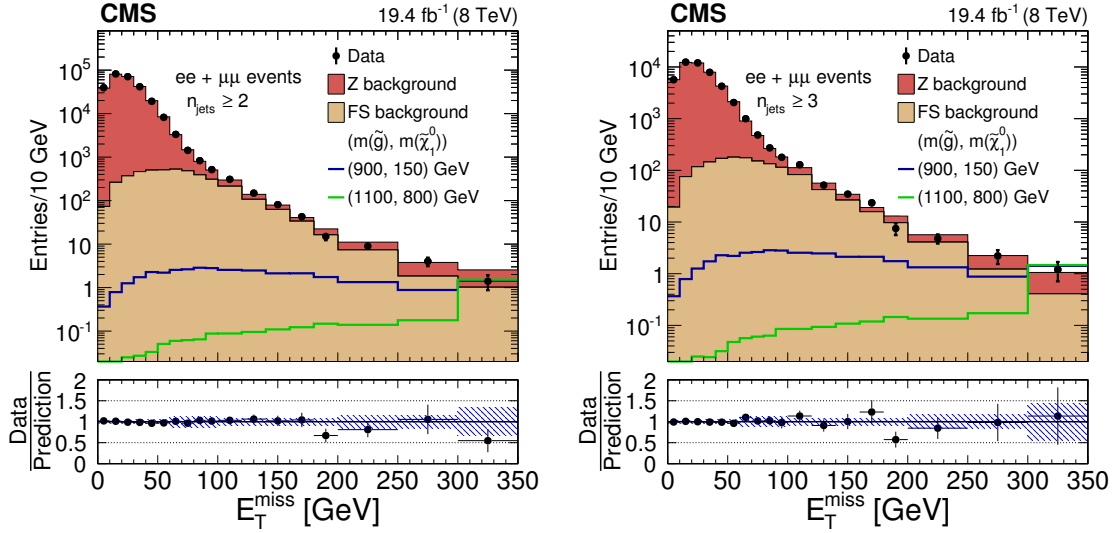 CMS 19.4 fb⁻¹ (8 TeV)
Entries/10 GeV
10⁵
10⁴
10³
10²
10
1
10⁻¹
Data
Z background
FS background
(m(g̃), m(χ̃⁰₁))
(900, 150) GeV
(1100, 800) GeV
ee + μμ events
n_jets ≥ 2
Data
Prediction
2
1.5
1
0.5
0
0 50 100 150 200 250 300 350
E_T^miss [GeV]
CMS 19.4 fb⁻¹ (8 TeV)
Entries/10 GeV
10⁴
10³
10²
10
1
10⁻¹
Data
Z background
FS background
(m(g̃), m(χ̃⁰₁))
(900, 150) GeV
(1100, 800) GeV
ee + μμ events
n_jets ≥ 3
Data
Prediction
2
1.5
1
0.5
0
0 50 100 150 200 250 300 350
E_T^miss [GeV]